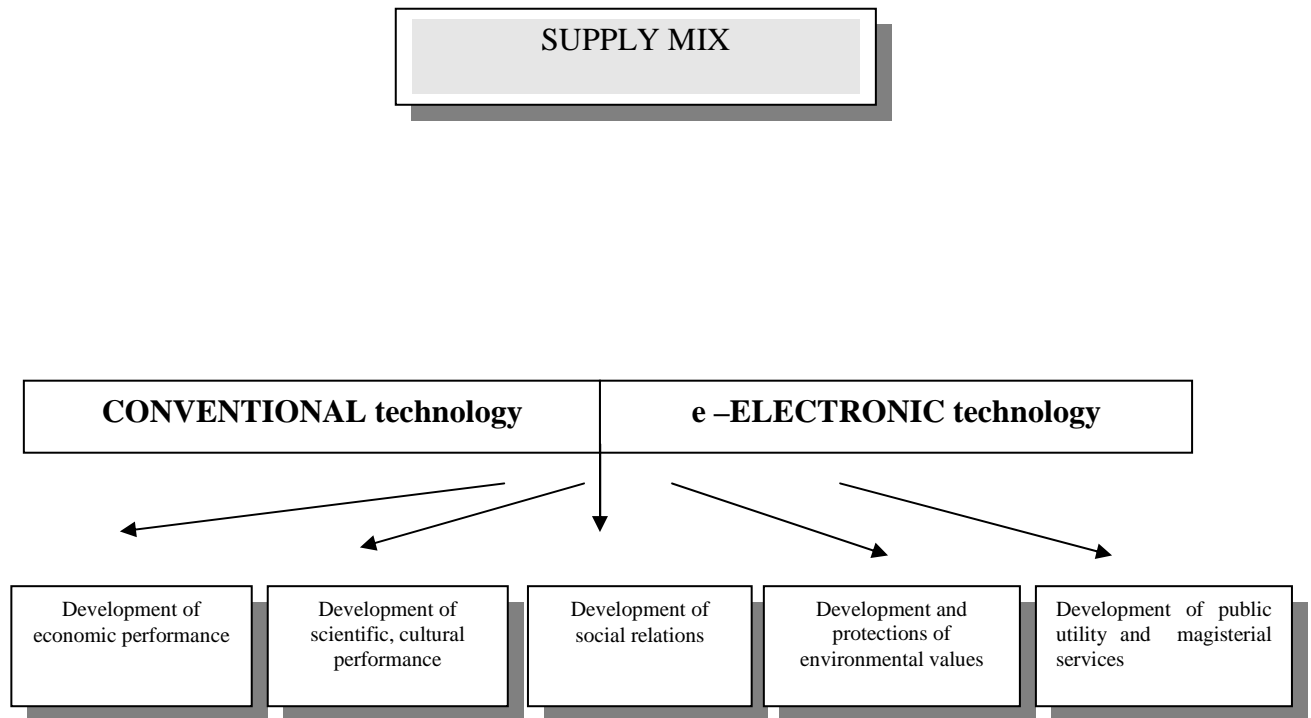 SUPPLY MIX
CONVENTIONAL technology
e –ELECTRONIC technology
Development of
economic performance
Development of
scientific, cultural
performance
Development of
social relations
Development and
protections of
environmental values
Development of public
utility and magisterial
services